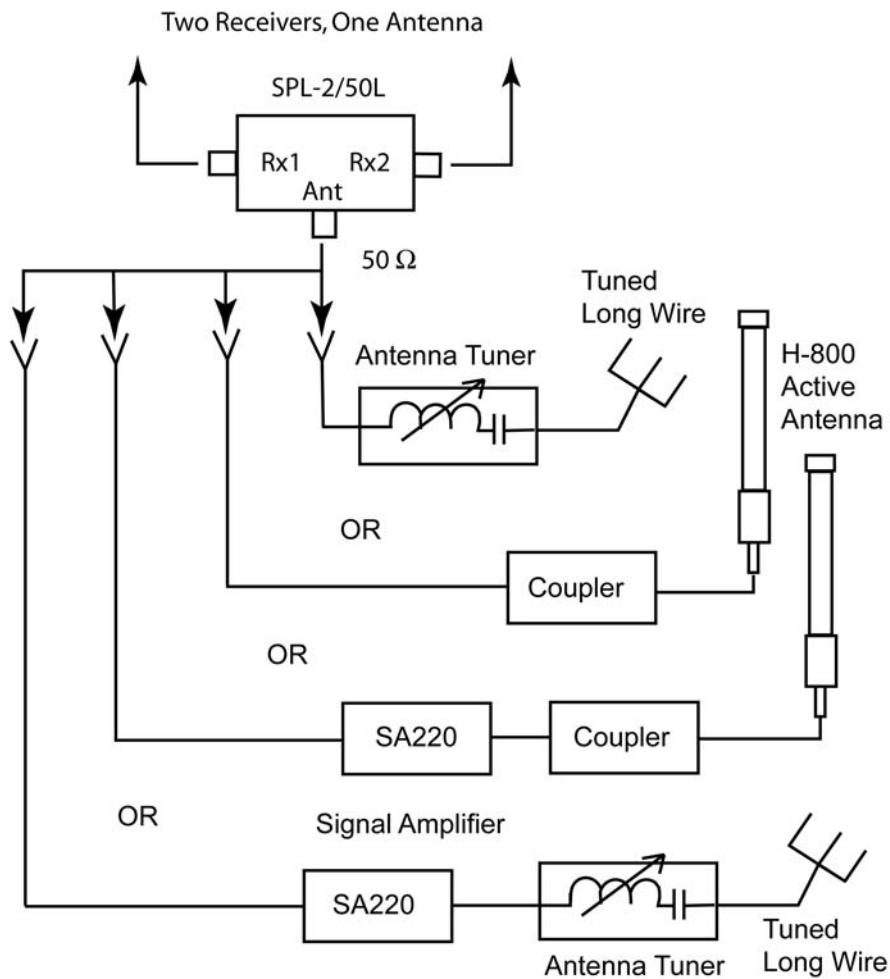 Two Receivers, One Antenna
SPL-2/50L
Rx1
Rx2
Ant
50 Ω
Tuned
Long Wire
Antenna Tuner
H-800
Active
Antenna
OR
Coupler
OR
SA220
Coupler
OR
Signal Amplifier
SA220
Antenna Tuner
Tuned
Long Wire